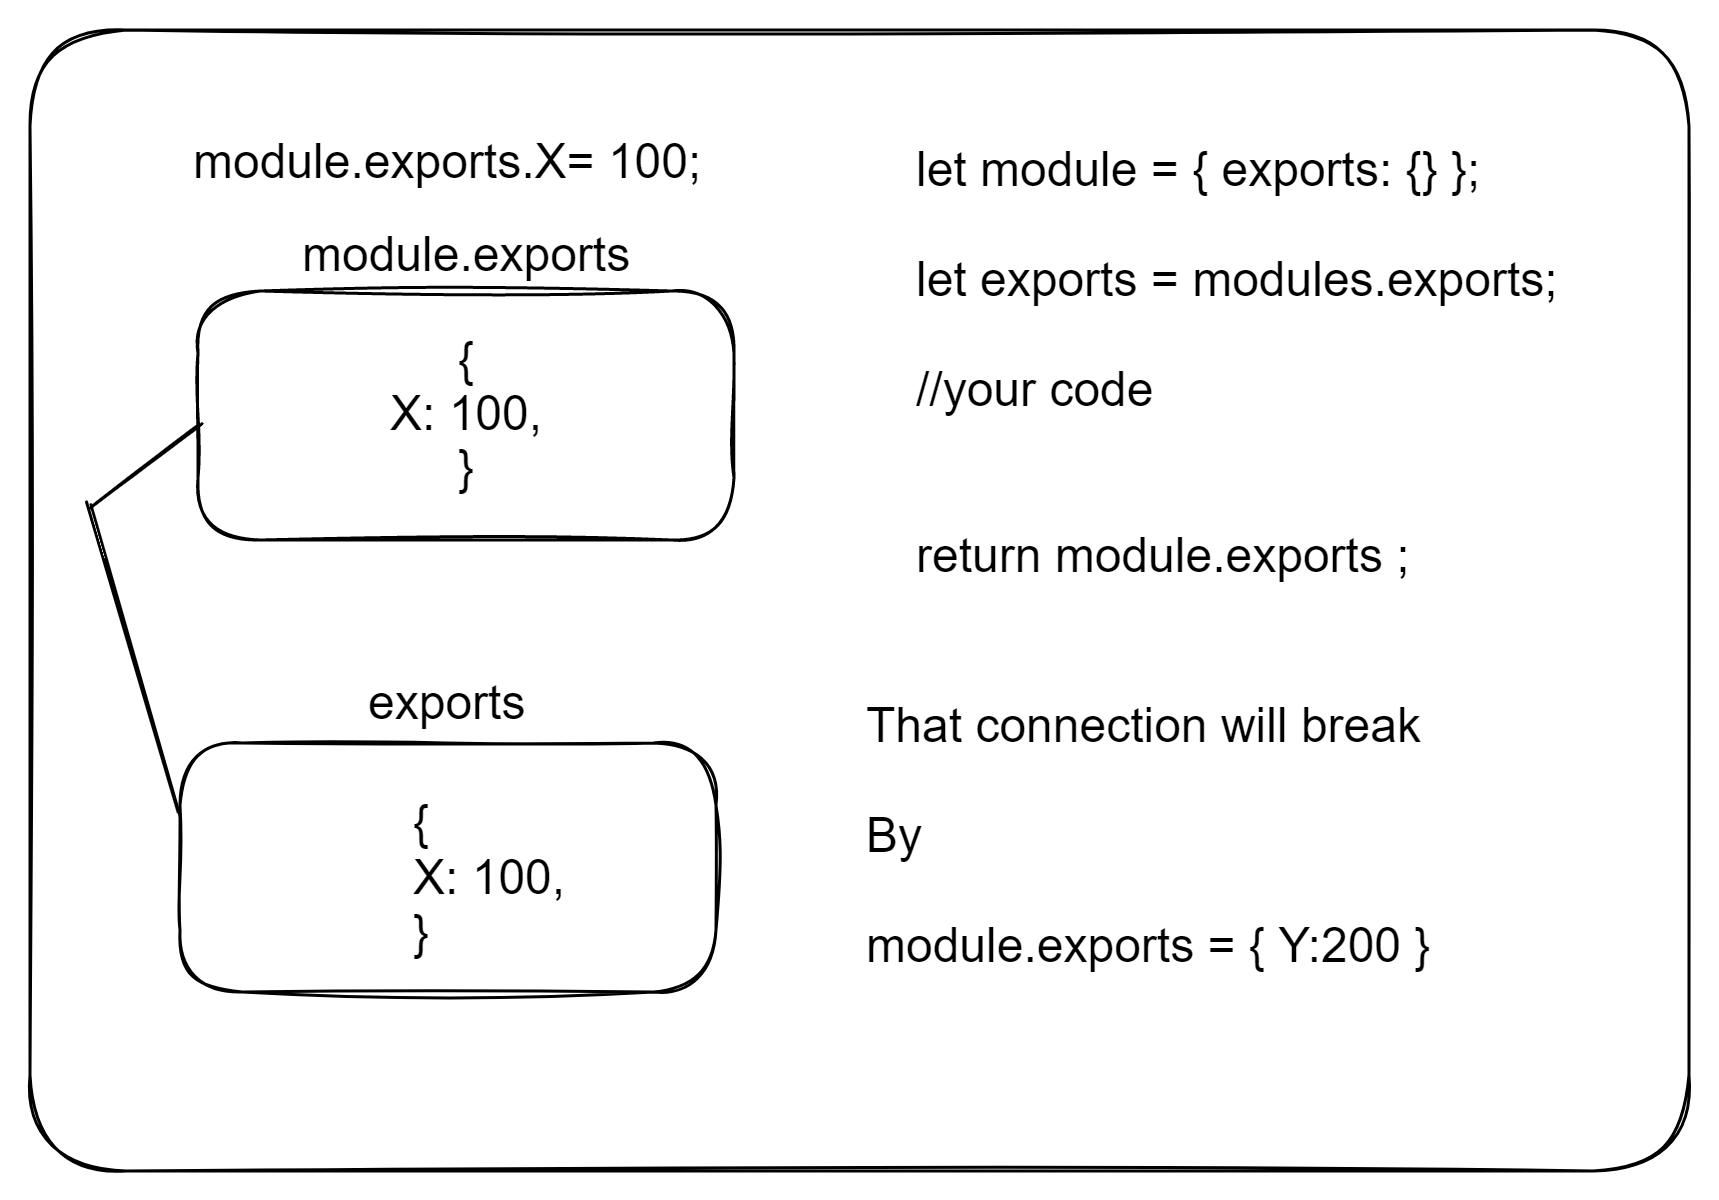 module.exports.X= 100;
module.exports
{
X: 100,
}
exports
{
X: 100,
}
let module = { exports: {} };
let exports = modules.exports;
//your code
return module.exports ;
That connection will break
By
module.exports = { Y:200 }